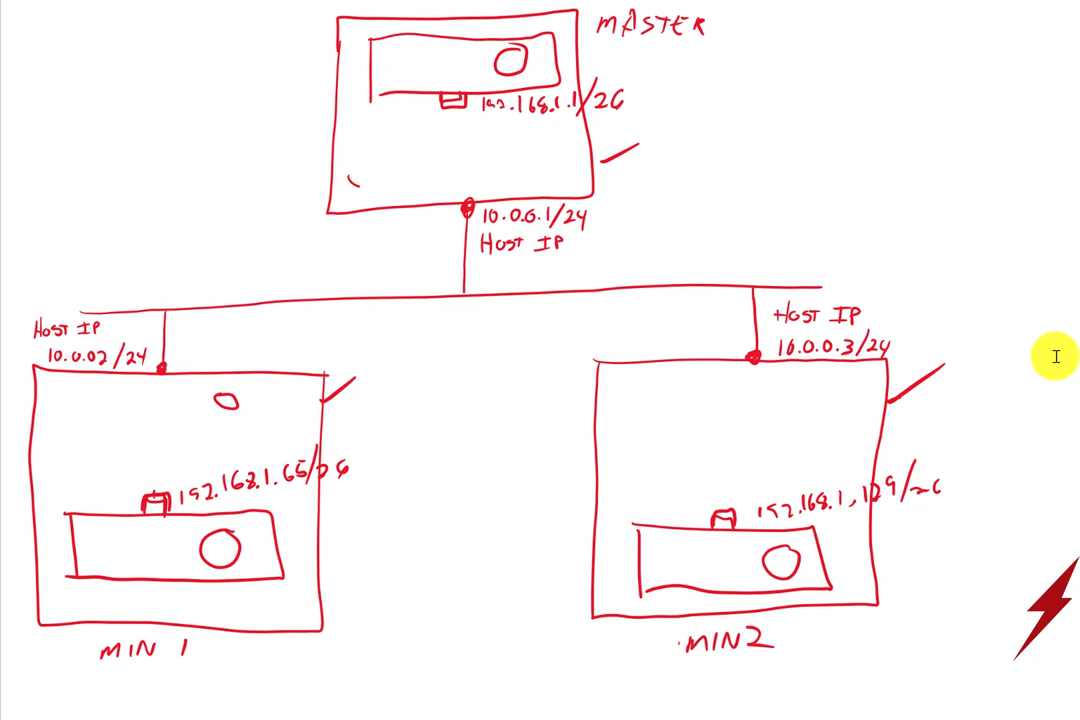 MASTER
192.168.1.1/26
10.0.0.1/24
HOST IP
HOST IP
10.0.02/24
HOST IP
10.0.0.3/24
192.168.1.65/26
192.168.1.129/26
MIN 1
MIN2